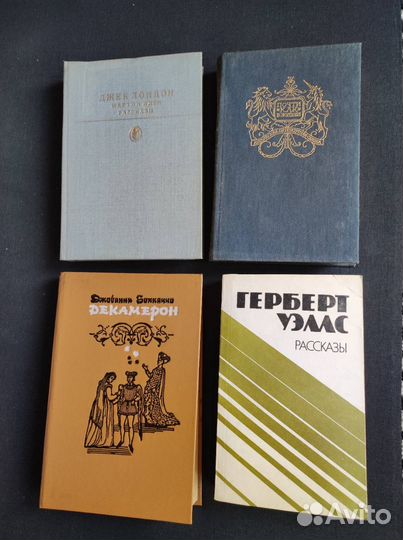 ДЖЕК ЛОНДОН
МАРТИН ИДЕН
РАССКАЗЫ
Джованни Боккаччо
ДЕКАМЕРОН
ГЕРБЕРТ
УЭЛЛС
РАССКАЗЫ
Avito